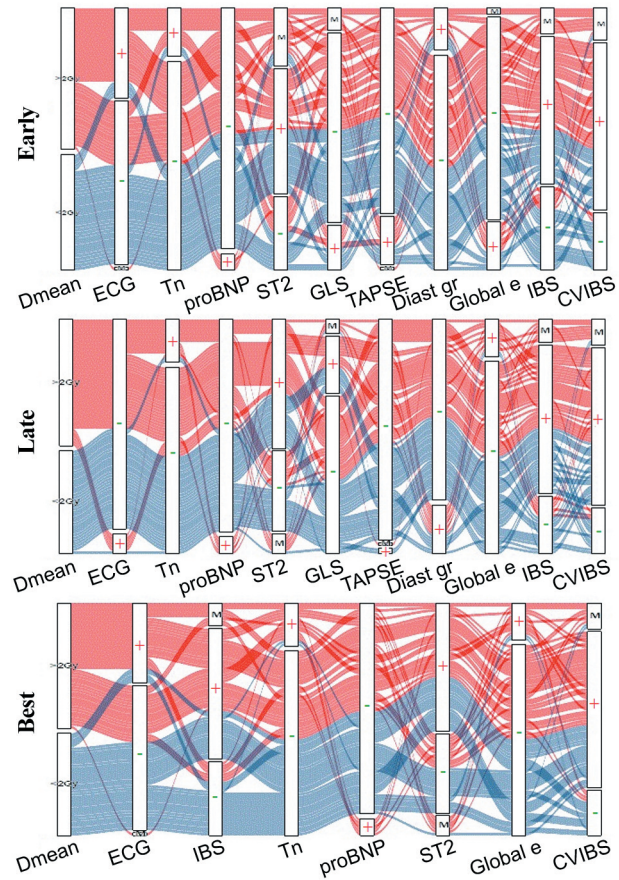 Early
>2Gy
<2Gy
+
-
M
+
-
-
+
M
+
-
M
-
+
-
+
+
-
M
-
+
M
+
-
M
+
-
Dmean ECG Tn proBNP ST2 GLS TAPSE Diast gr Global e IBS CVIBS
Late
>2Gy
<2Gy
-
+
+
-
-
+
+
-
M
M
+
-
-
M
+
-
+
+
-
M
+
-
M
+
-
Dmean ECG Tn proBNP ST2 GLS TAPSE Diast gr Global e IBS CVIBS
Best
>2Gy
<2Gy
+
-
M
M
+
-
+
-
-
+
+
-
M
+
-
M
+
-
Dmean ECG IBS Tn proBNP ST2 Global e CVIBS